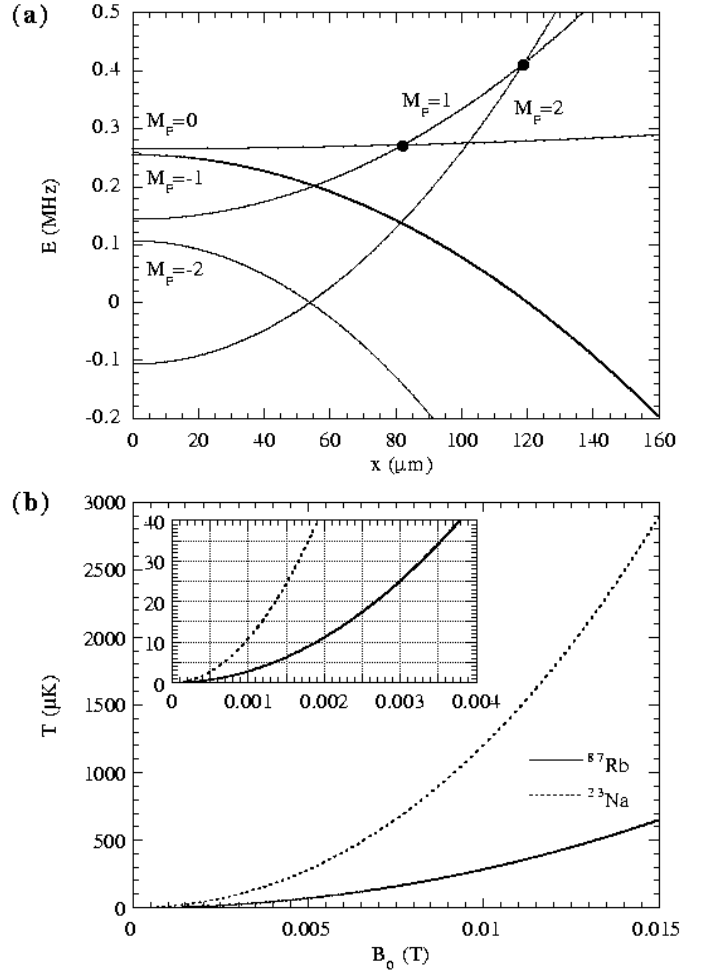 (a)
0.5
0.4
0.3
0.2
0.1
0
-0.1
-0.2
E (MHz)
M_F=0
M_F=-1
M_F=-2
M_F=1
M_F=2
0 20 40 60 80 100 120 140 160
x (μm)
(b)
3000
2500
2000
1500
1000
500
0
T (μK)
40
30
20
10
0
0 0.001 0.002 0.003 0.004
⁸⁷Rb
²³Na
0 0.005 0.01 0.015
B₀ (T)